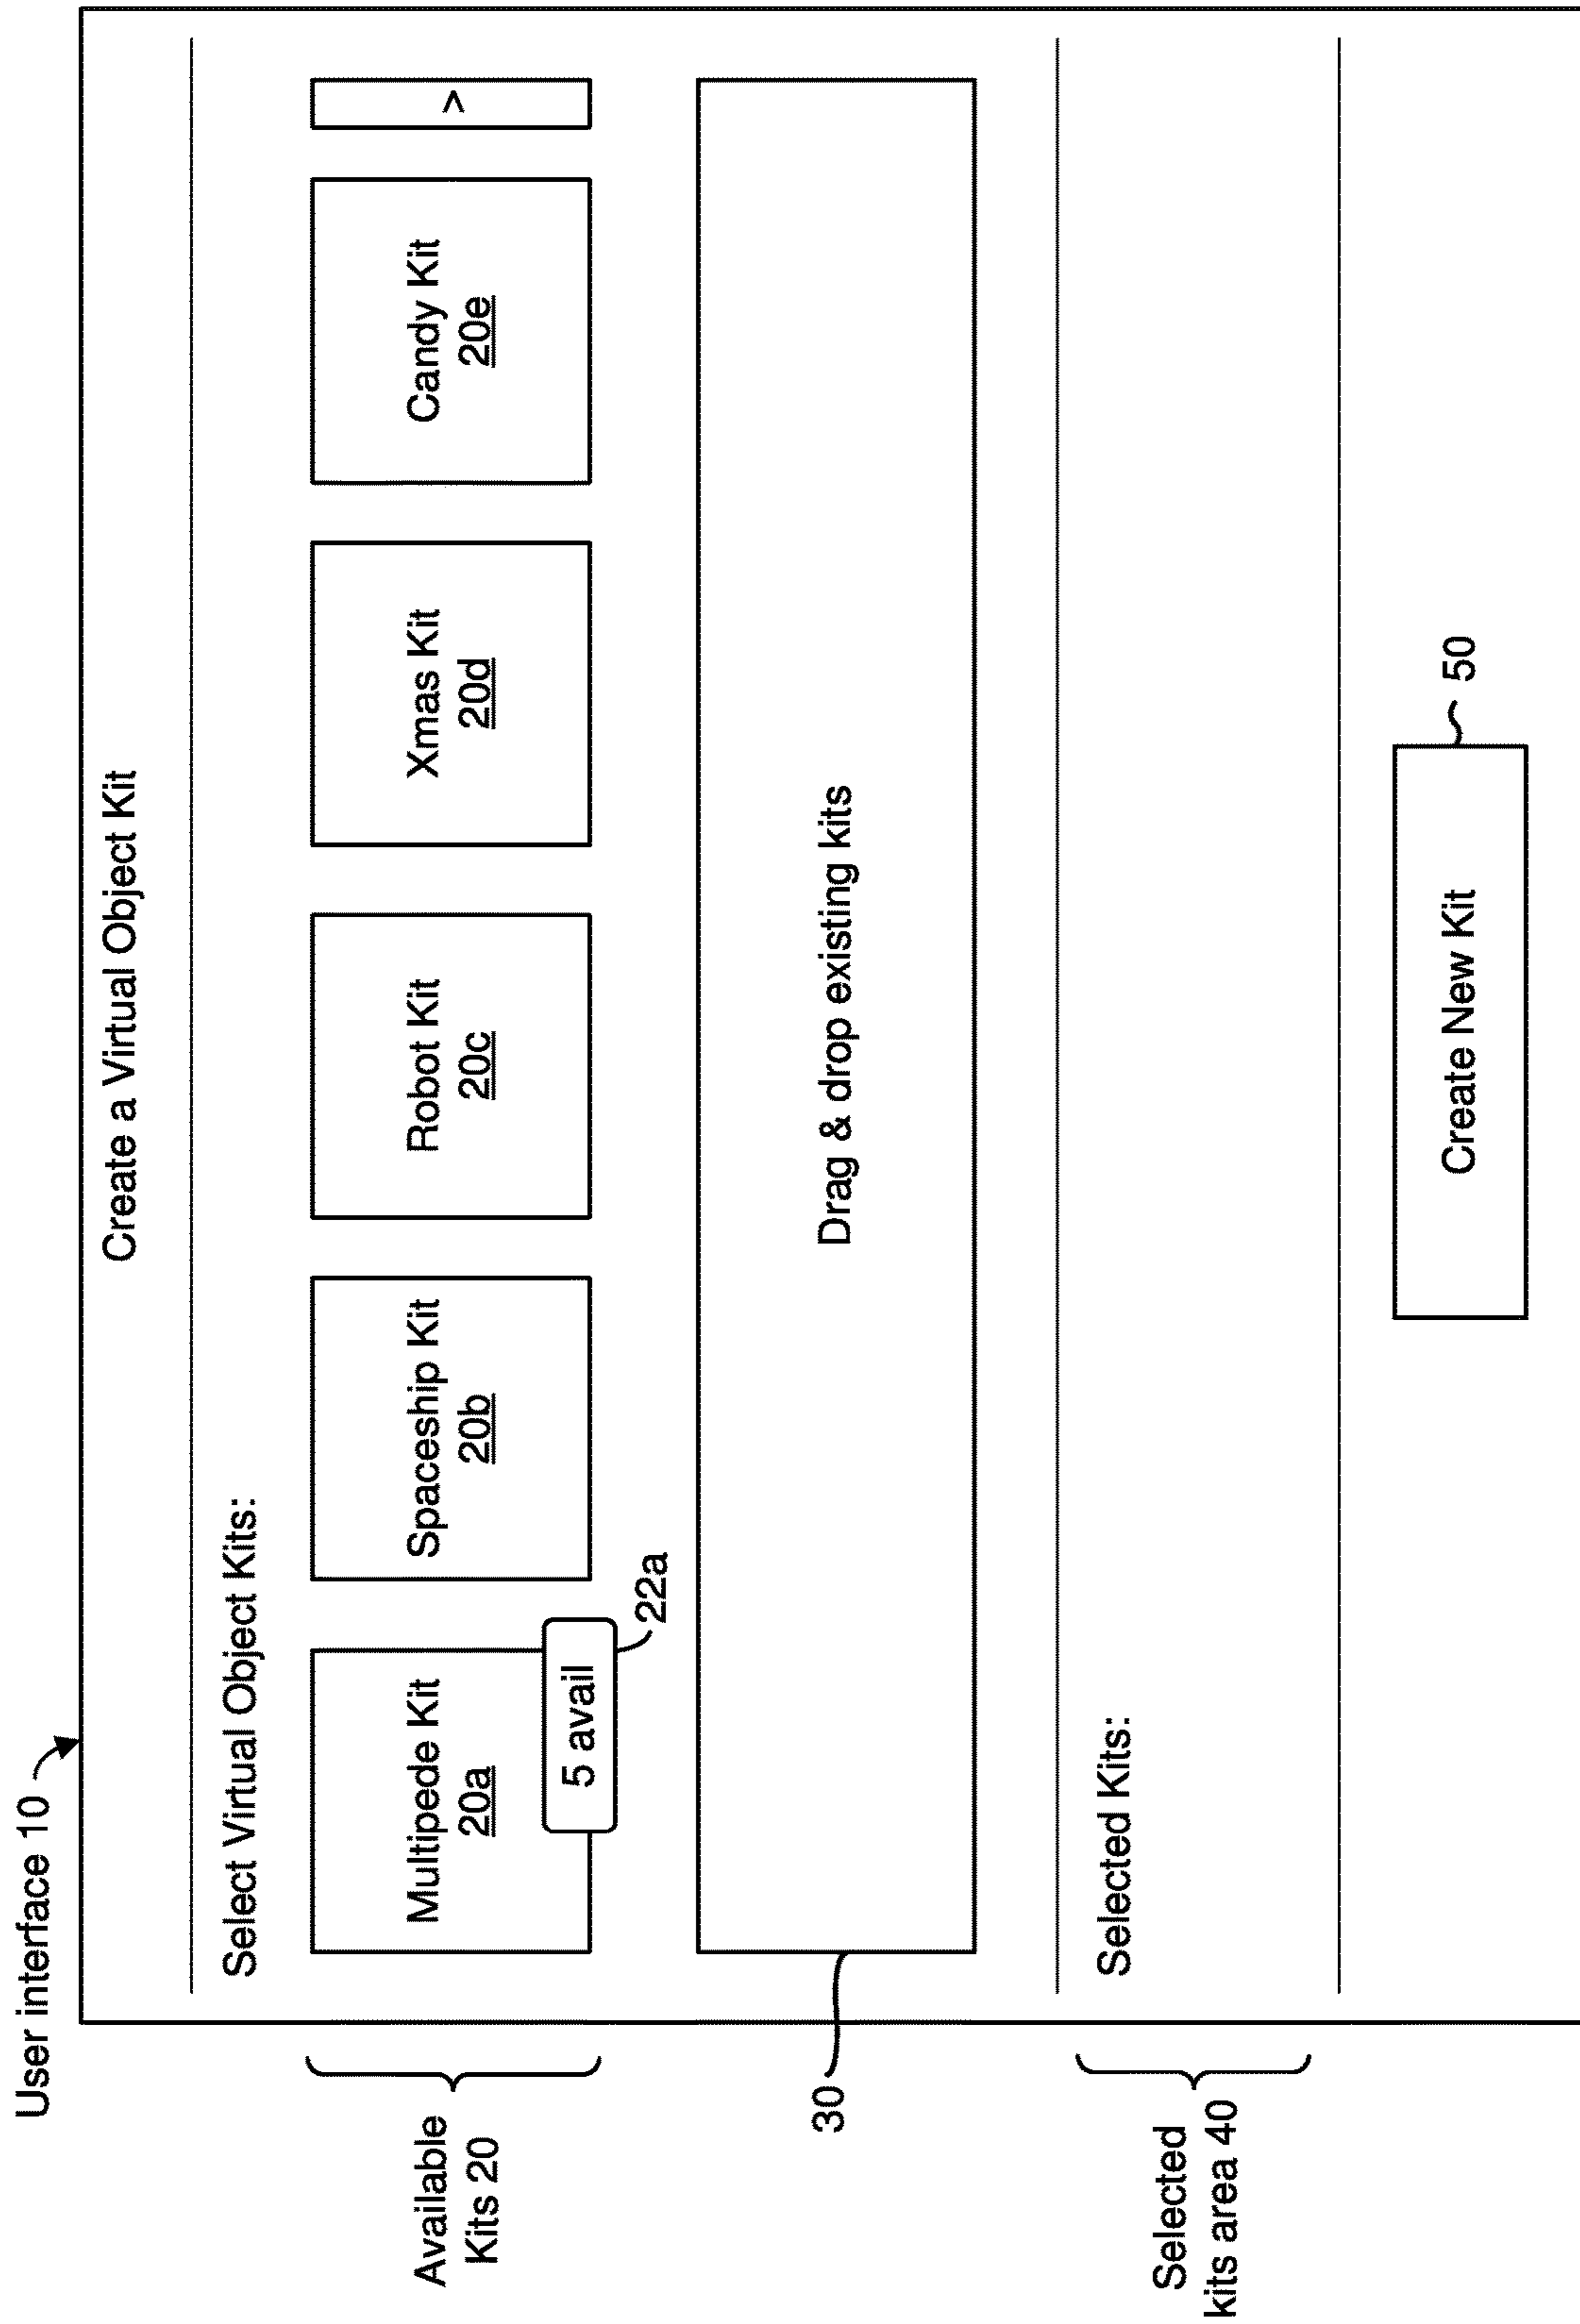 User interface 10
Create a Virtual Object Kit
Select Virtual Object Kits:
Available
Kits 20
Multipede Kit
20a
5 avail
22a
Spaceship Kit
20b
Robot Kit
20c
Xmas Kit
20d
Candy Kit
20e
>
30
Drag & drop existing kits
Selected
kits area 40
Selected Kits:
Create New Kit
50